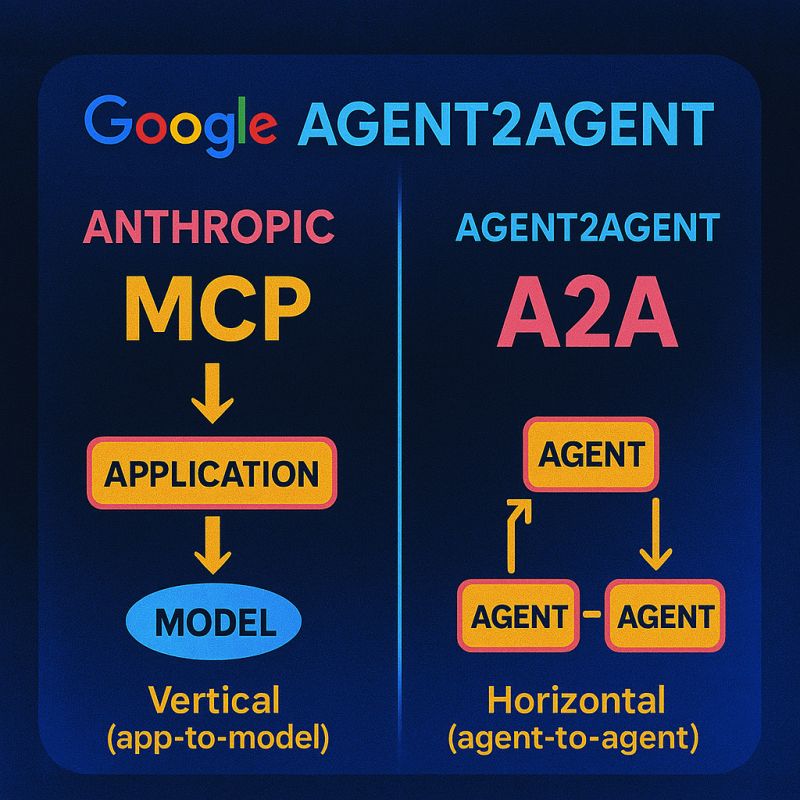 Google AGENT2AGENT
ANTHROPIC
MCP
APPLICATION
MODEL
Vertical
(app-to-model)
AGENT2AGENT
A2A
AGENT
AGENT - AGENT
Horizontal
(agent-to-agent)